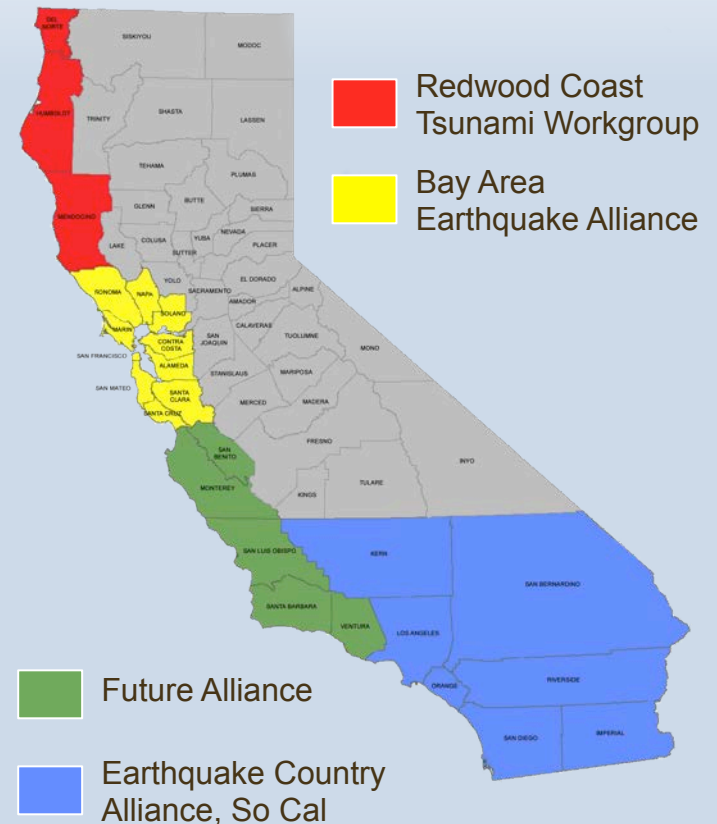 DEL
NORTE
SISKIYOU
MODOC
Redwood Coast
Tsunami Workgroup
HUMBOLDT
TRINITY
SHASTA
LASSEN
TEHAMA
PLUMAS
Bay Area
Earthquake Alliance
MENDOCINO
GLENN
BUTTE
SIERRA
LAKE
COLUSA
YUBA
NEVADA
SUTTER
PLACER
SONOMA
NAPA
YOLO
SACRAMENTO
EL DORADO
ALPINE
SOLANO
AMADOR
MARIN
CALAVERAS
CONTRA
COSTA
SAN
JOAQUIN
TUOLUMNE
MONO
SAN FRANCISCO
ALAMEDA
STANISLAUS
MARIPOSA
SAN MATEO
SANTA
CLARA
MERCED
MADERA
SANTA CRUZ
FRESNO
SAN
BENITO
INYO
MONTEREY
KINGS
TULARE
SAN LUIS OBISPO
KERN
SAN BERNARDINO
SANTA BARBARA
VENTURA
LOS ANGELES
Future Alliance
ORANGE
RIVERSIDE
SAN DIEGO
IMPERIAL
Earthquake Country
Alliance, So Cal